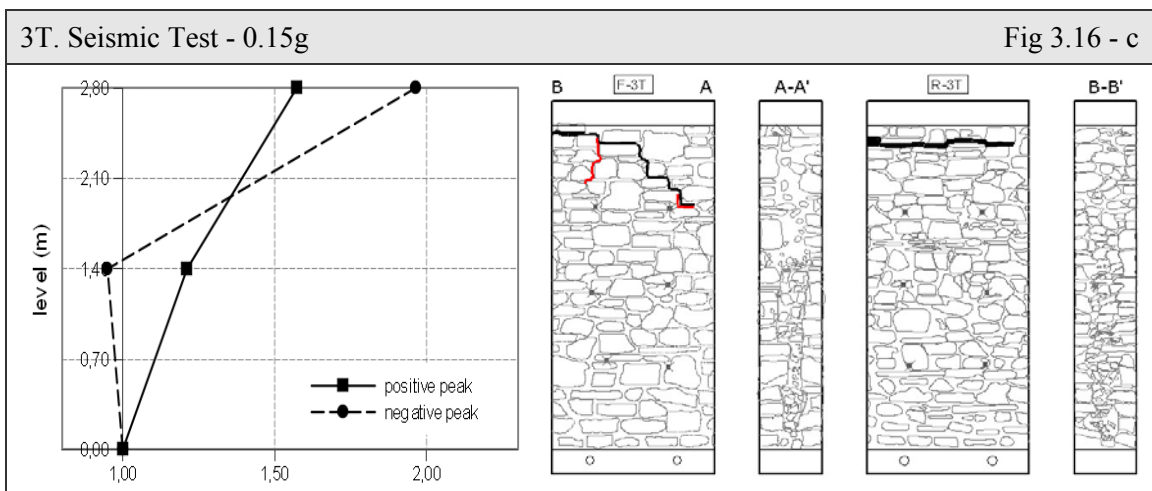 3T. Seismic Test - 0.15g Fig 3.16 - c
2,80
2,10
1,4
0,70
0,00
level (m)
positive peak
negative peak
1,00 1,50 2,00
B F-3T A
A-A'
R-3T
B-B'